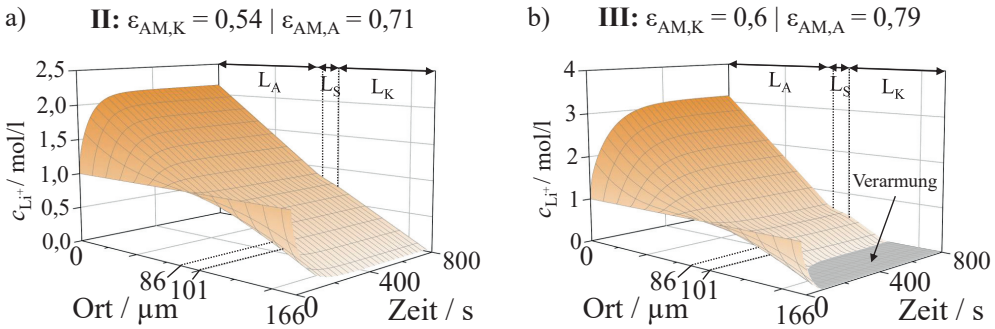 a) II: ε_AM,K = 0,54 | ε_AM,A = 0,71
2,5
2,0
1,5
1,0
0,5
0,0
c_Li⁺ / mol/l
L_A
L_S
L_K
0
86
101
166
Ort / µm
0
400
800
Zeit / s
b) III: ε_AM,K = 0,6 | ε_AM,A = 0,79
4
3
2
1
0
c_Li⁺ / mol/l
L_A
L_S
L_K
Verarmung
0
86
101
166
Ort / µm
0
400
800
Zeit / s